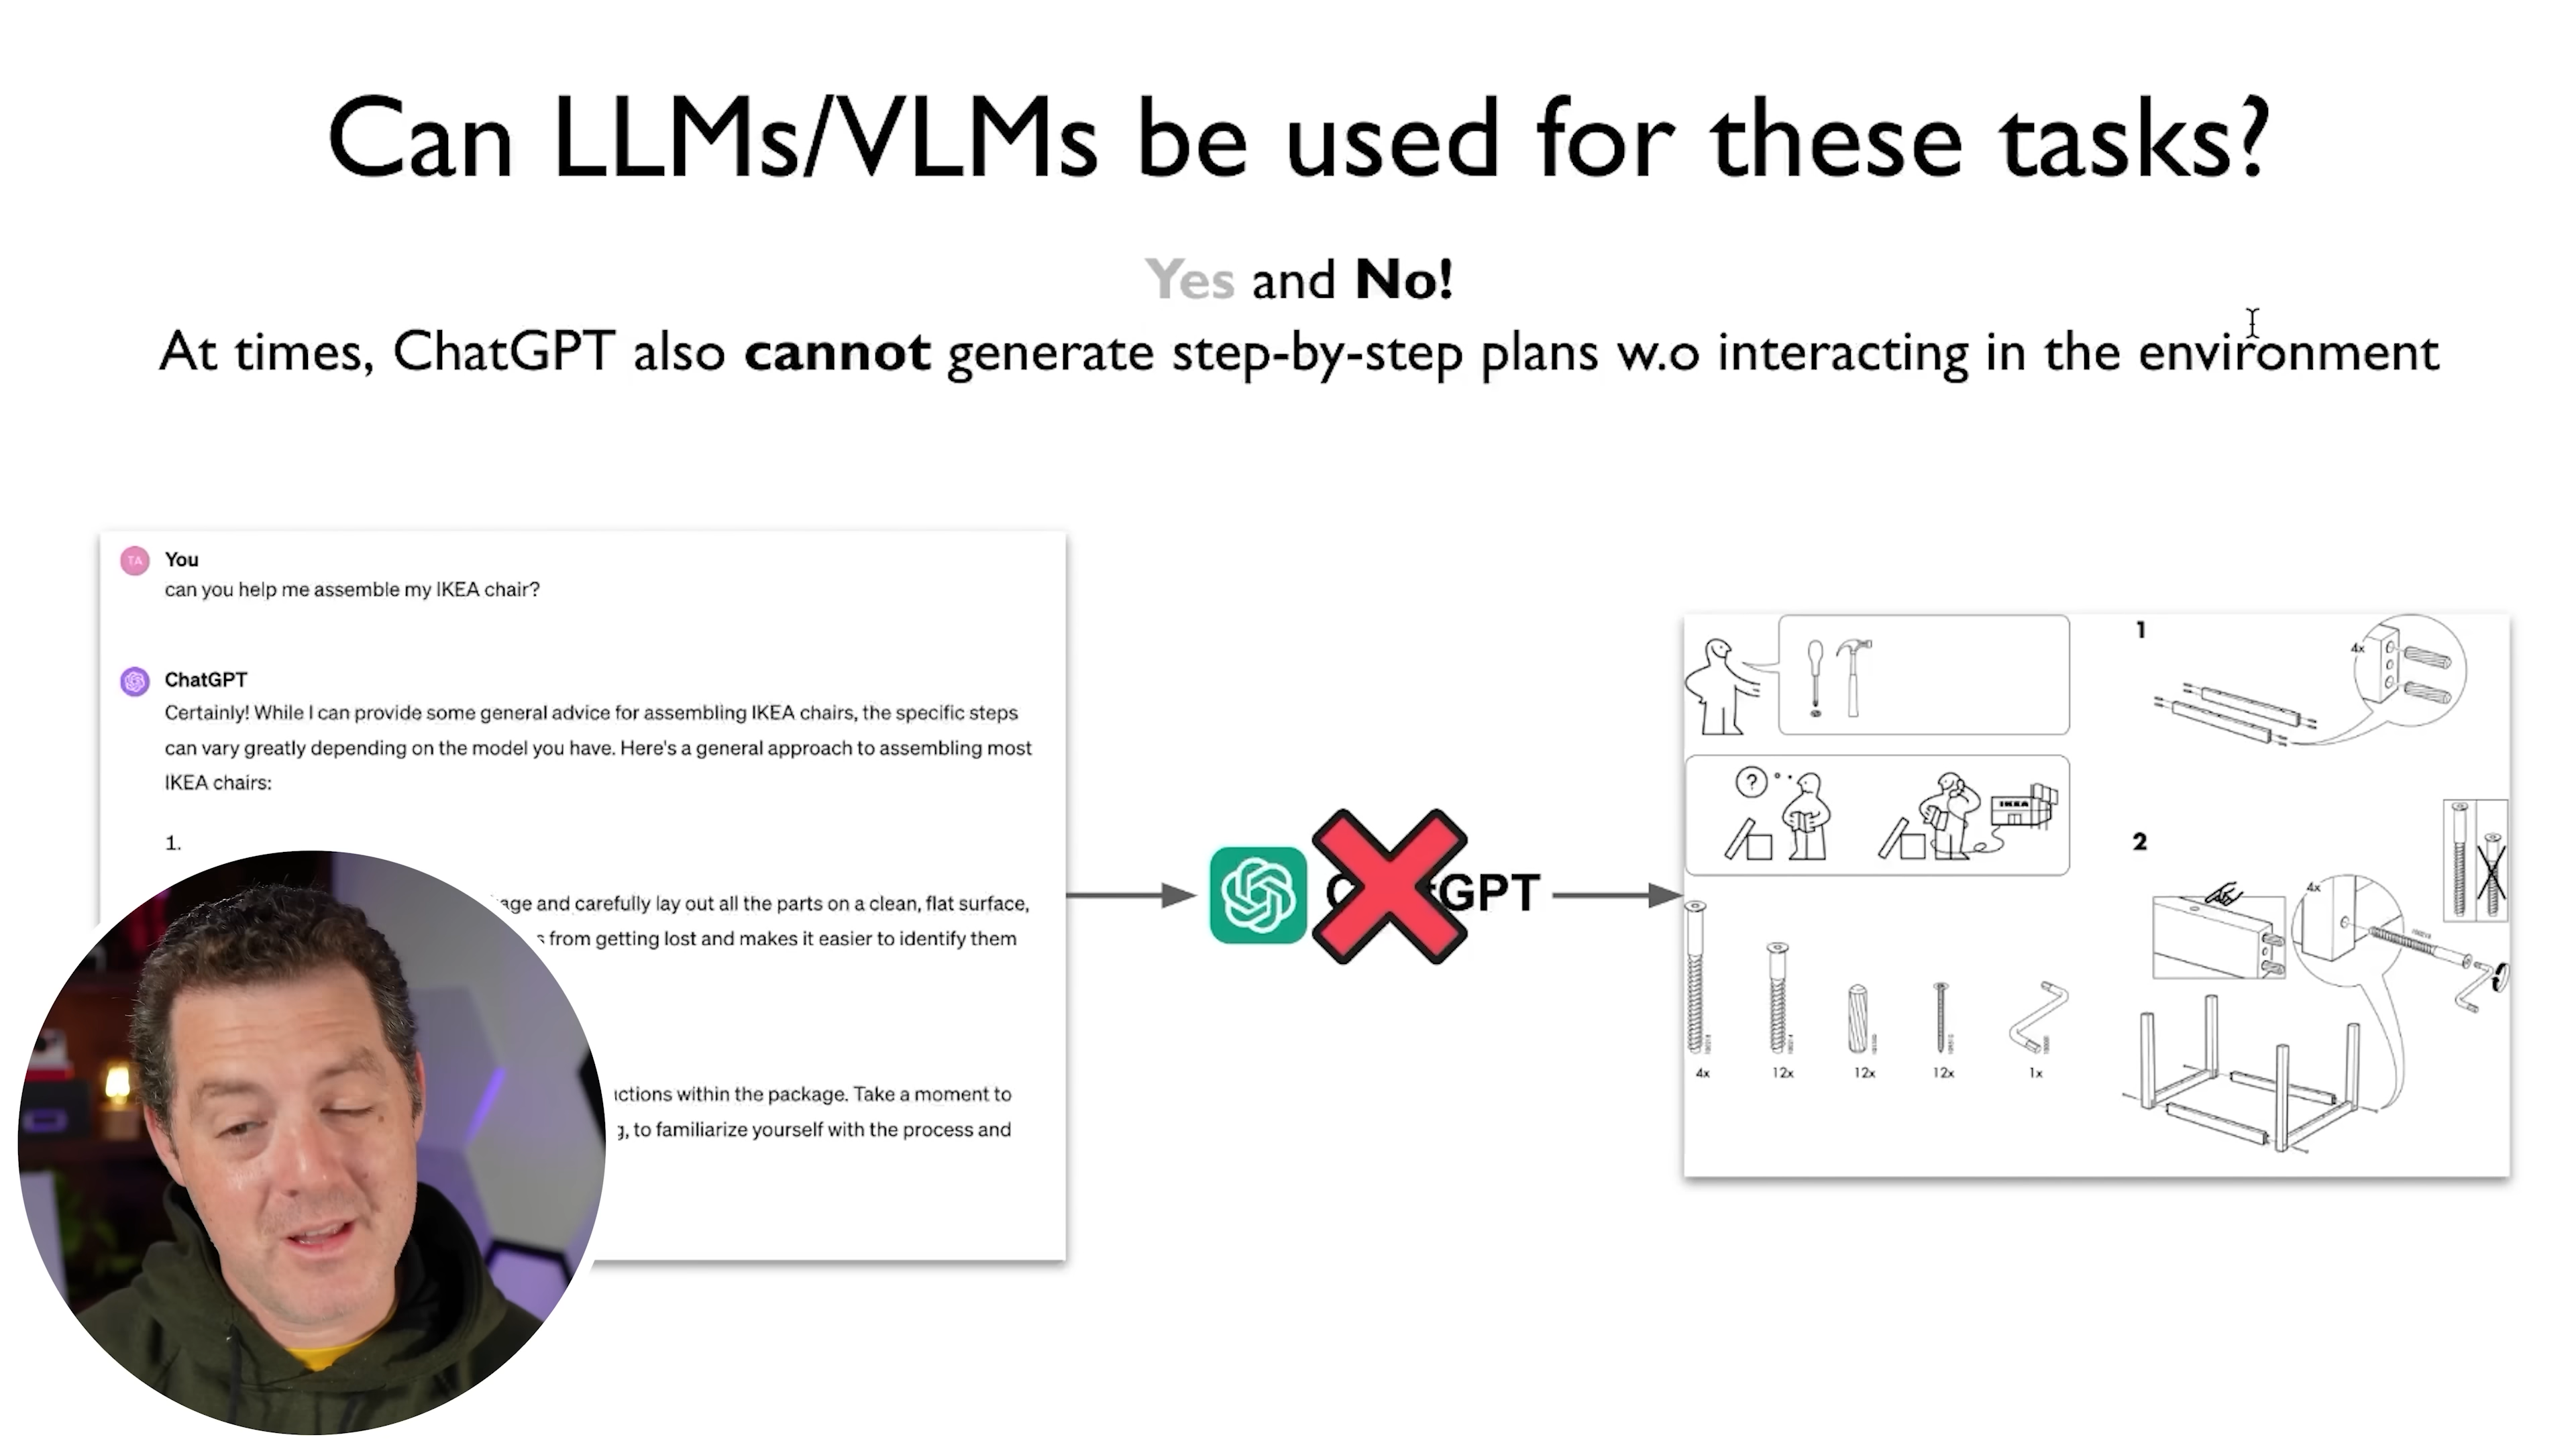 Can LLMs/VLMs be used for these tasks?
Yes and No!
At times, ChatGPT also cannot generate step-by-step plans w.o interacting in the environment
TA
You
can you help me assemble my IKEA chair?
ChatGPT
Certainly! While I can provide some general advice for assembling IKEA chairs, the specific steps
can vary greatly depending on the model you have. Here's a general approach to assembling most
IKEA chairs:
1.
and carefully lay out all the parts on a clean, flat surface,
from getting lost and makes it easier to identify them
within the package. Take a moment to
to familiarize yourself with the process and
GPT
?
IKEA
4x
12x
12x
12x
1x
1
4x
2
4x